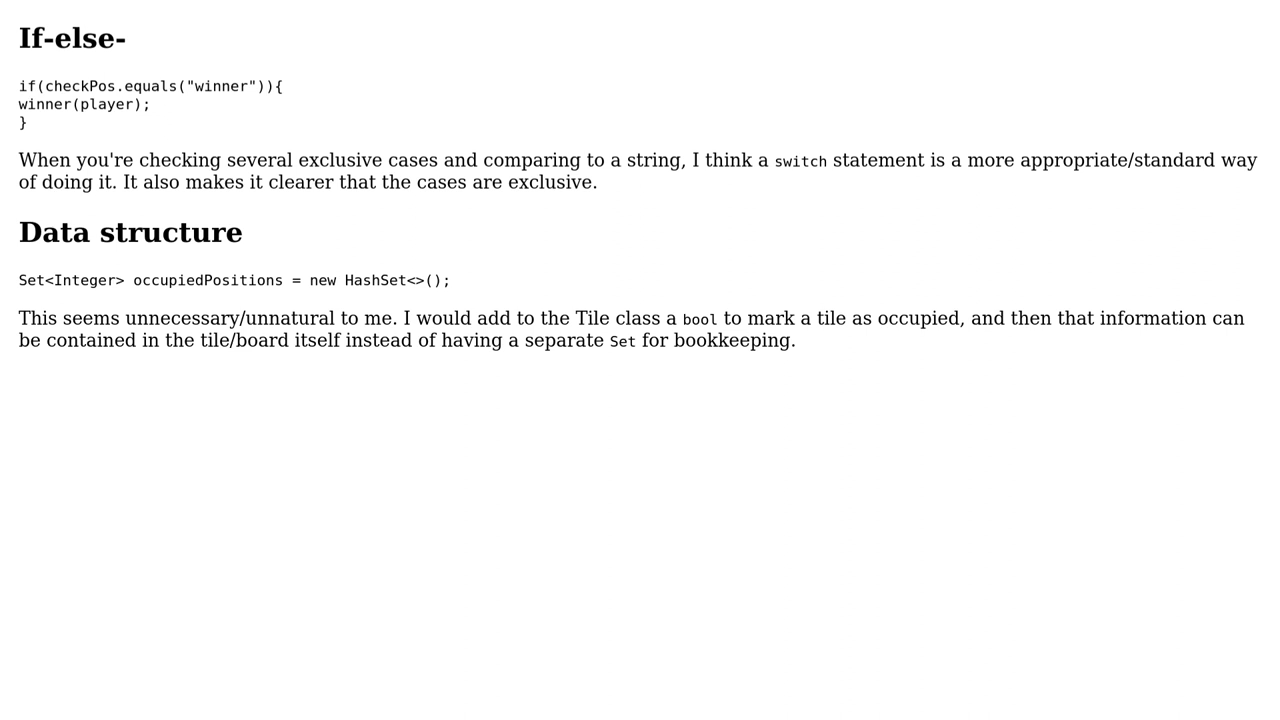 If-else-
if(checkPos.equals("winner")){
winner(player);
}
When you're checking several exclusive cases and comparing to a string, I think a switch statement is a more appropriate/standard way
of doing it. It also makes it clearer that the cases are exclusive.
Data structure
Set<Integer> occupiedPositions = new HashSet<>();
This seems unnecessary/unnatural to me. I would add to the Tile class a bool to mark a tile as occupied, and then that information can
be contained in the tile/board itself instead of having a separate Set for bookkeeping.